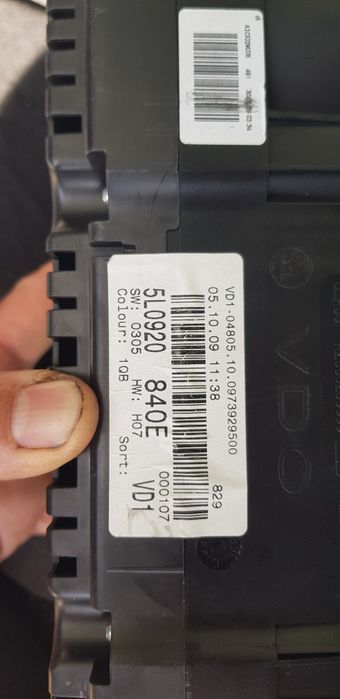 VD1-04805.10.0973929500
05.10.09 11:38 829
000107
5L0920 840E VD1
SW: 0305 HW: H07
Colour: 1QB Sort:
VDO